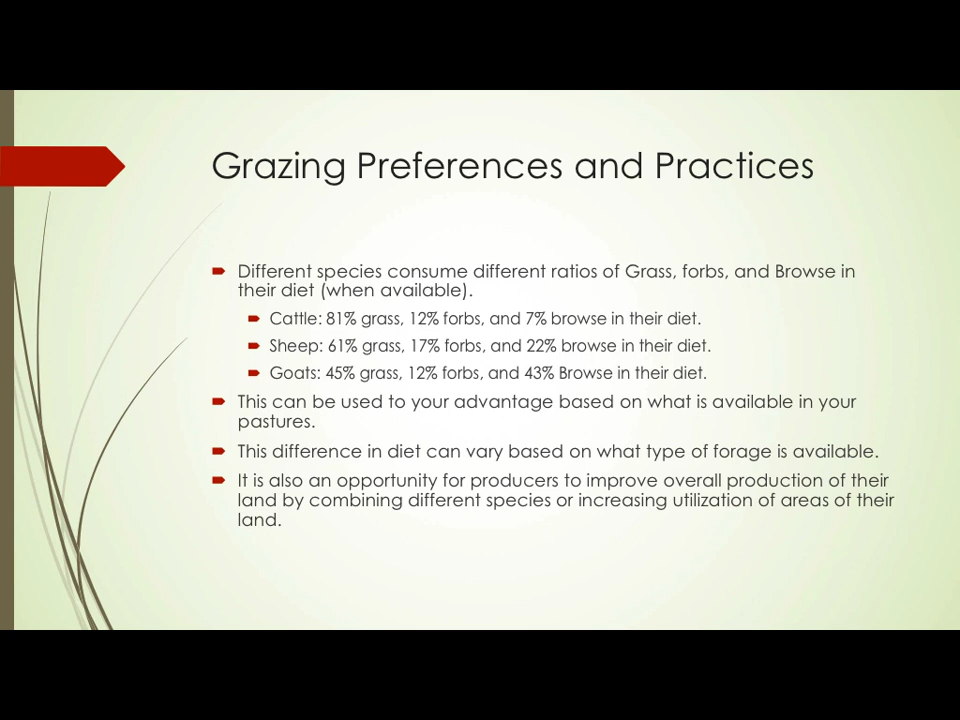 Grazing Preferences and Practices
Different species consume different ratios of Grass, forbs, and Browse in
their diet (when available).
Cattle: 81% grass, 12% forbs, and 7% browse in their diet.
Sheep: 61% grass, 17% forbs, and 22% browse in their diet.
Goats: 45% grass, 12% forbs, and 43% Browse in their diet.
This can be used to your advantage based on what is available in your
pastures.
This difference in diet can vary based on what type of forage is available.
It is also an opportunity for producers to improve overall production of their
land by combining different species or increasing utilization of areas of their
land.